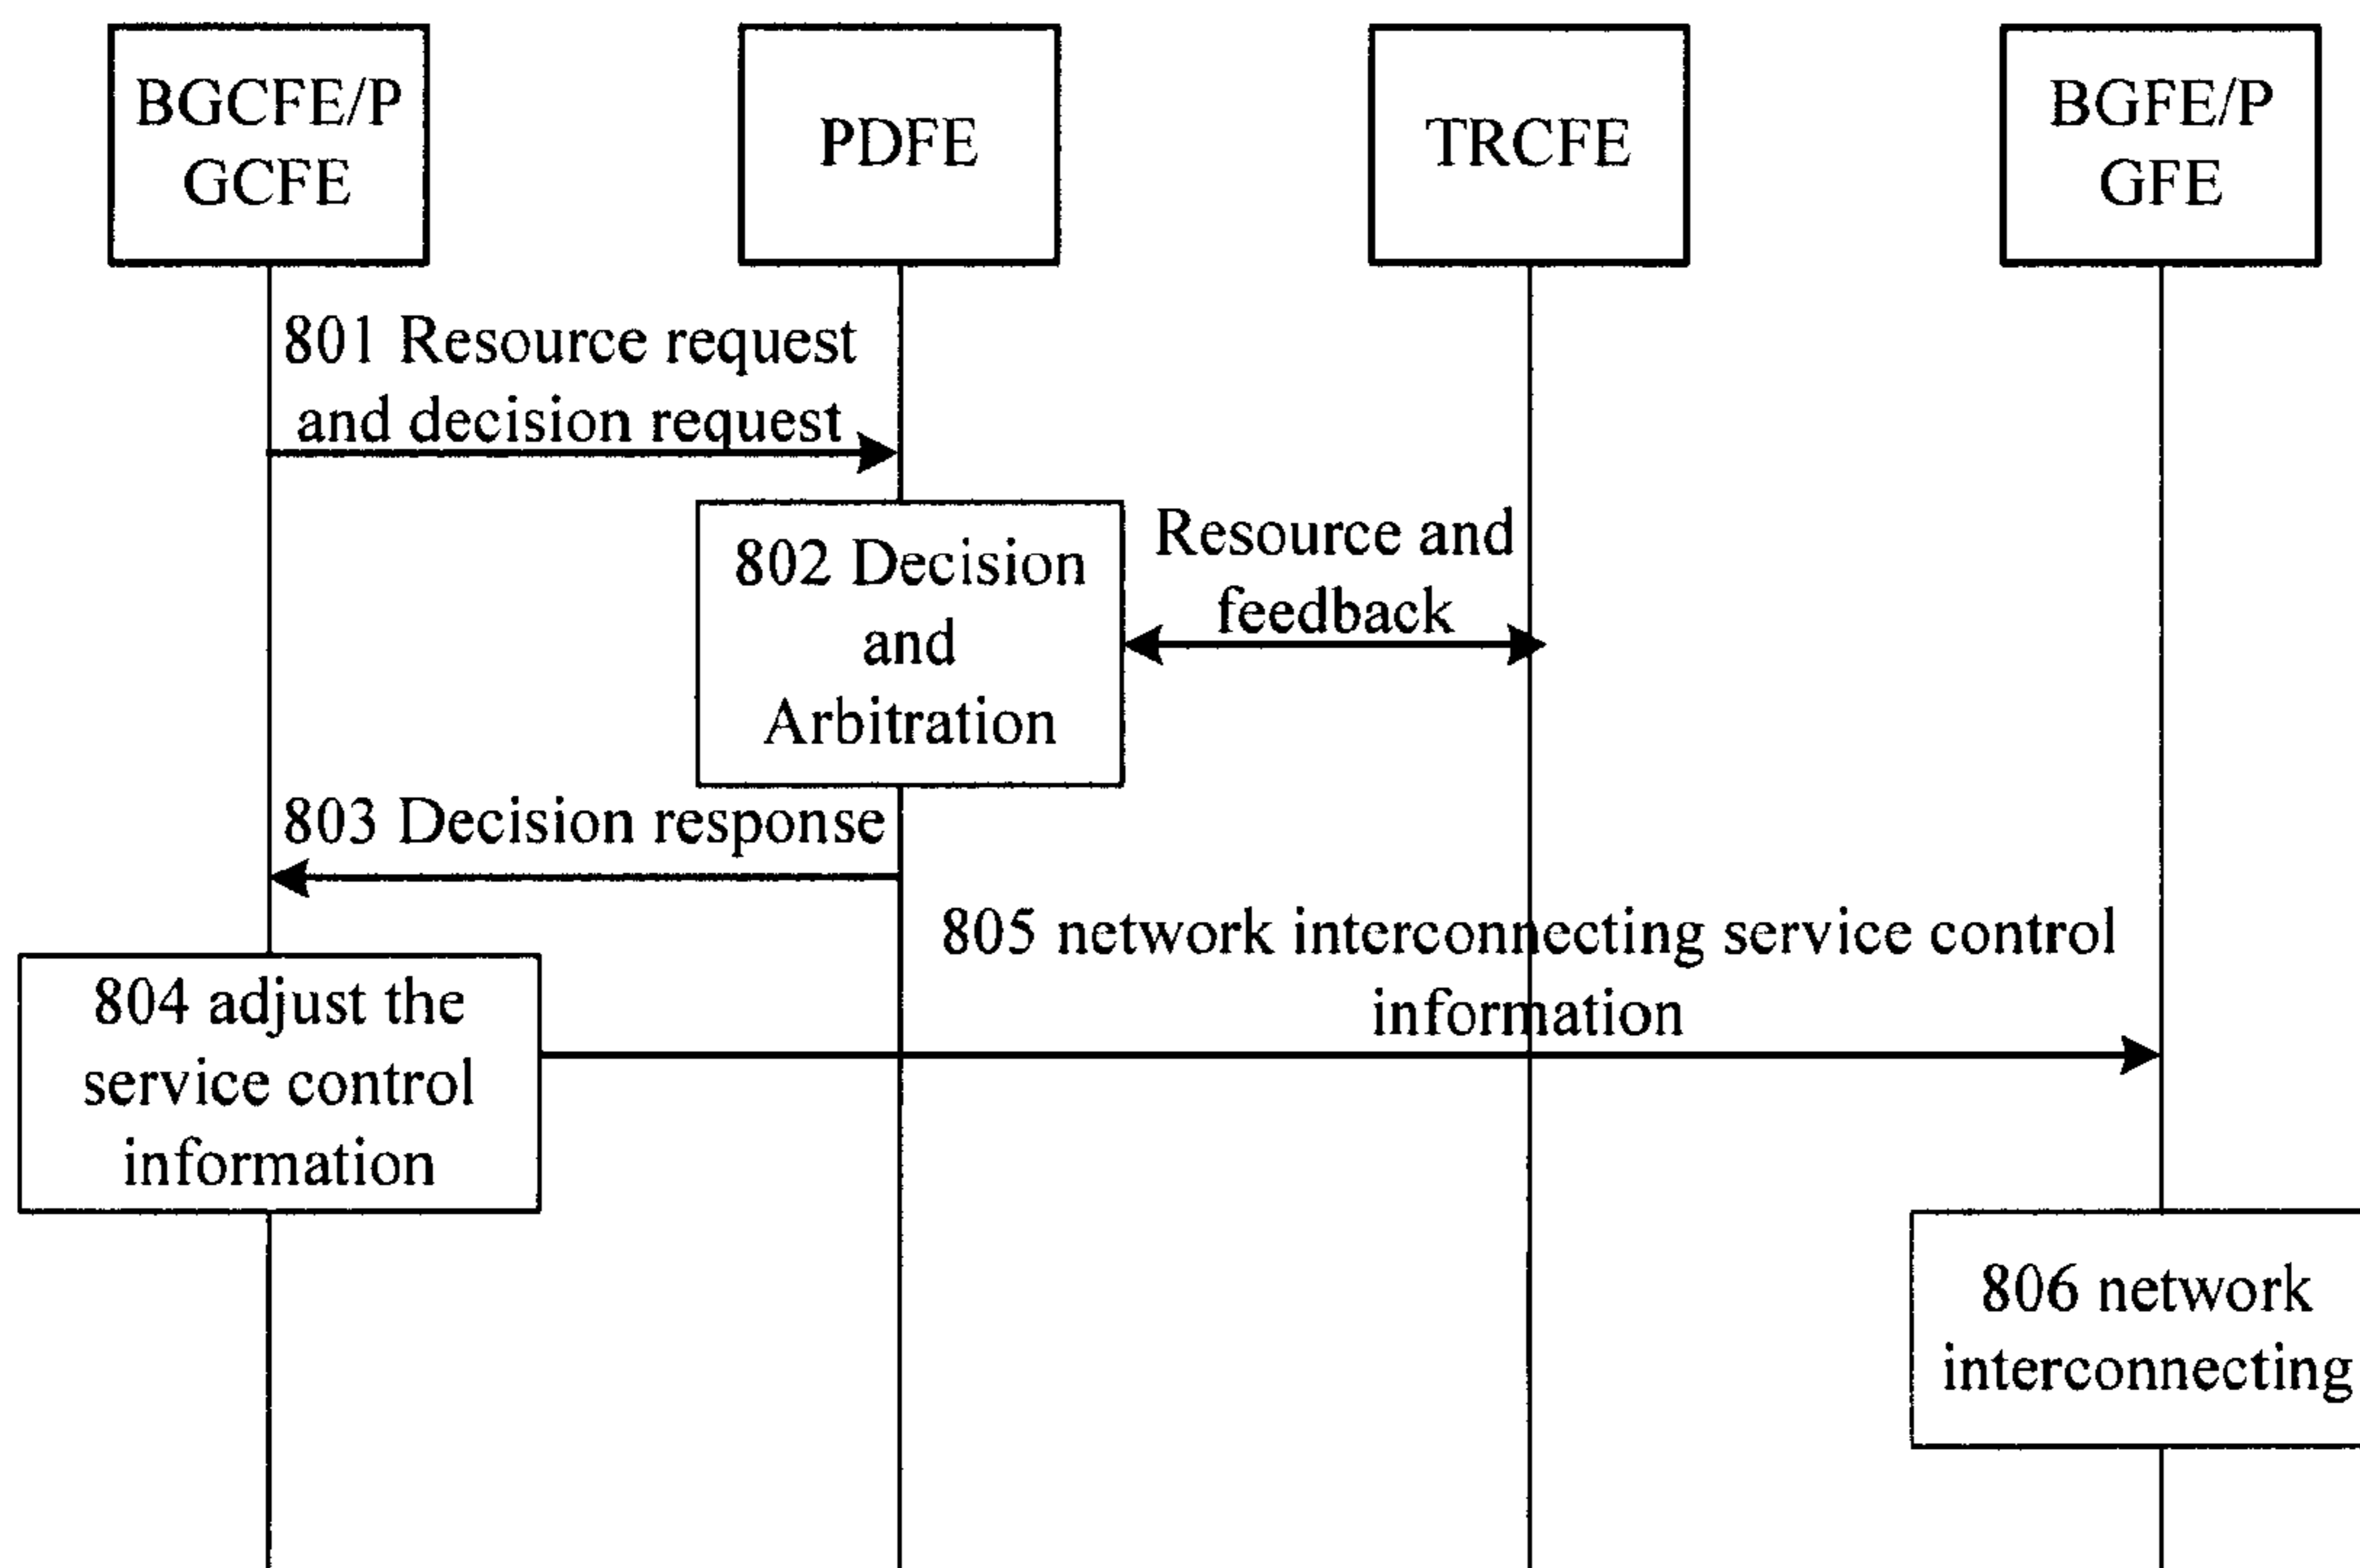 BGCFE/P
GCFE
PDFE
TRCFE
BGFE/P
GFE
801 Resource request
and decision request
802 Decision
and
Arbitration
Resource and
feedback
803 Decision response
805 network interconnecting service control
information
804 adjust the
service control
information
806 network
interconnecting